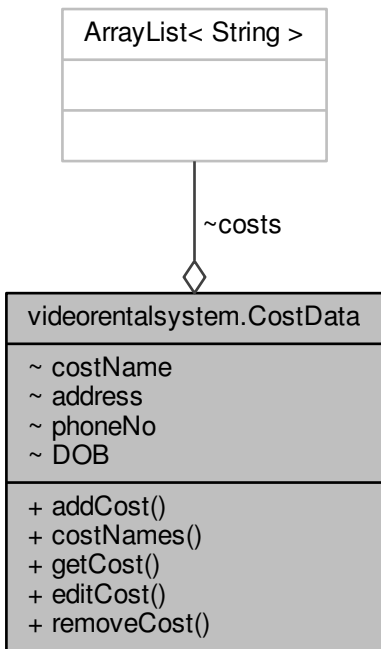 ArrayList< String >
~costs
videorentalsystem.CostData
~ costName
~ address
~ phoneNo
~ DOB
+ addCost()
+ costNames()
+ getCost()
+ editCost()
+ removeCost()